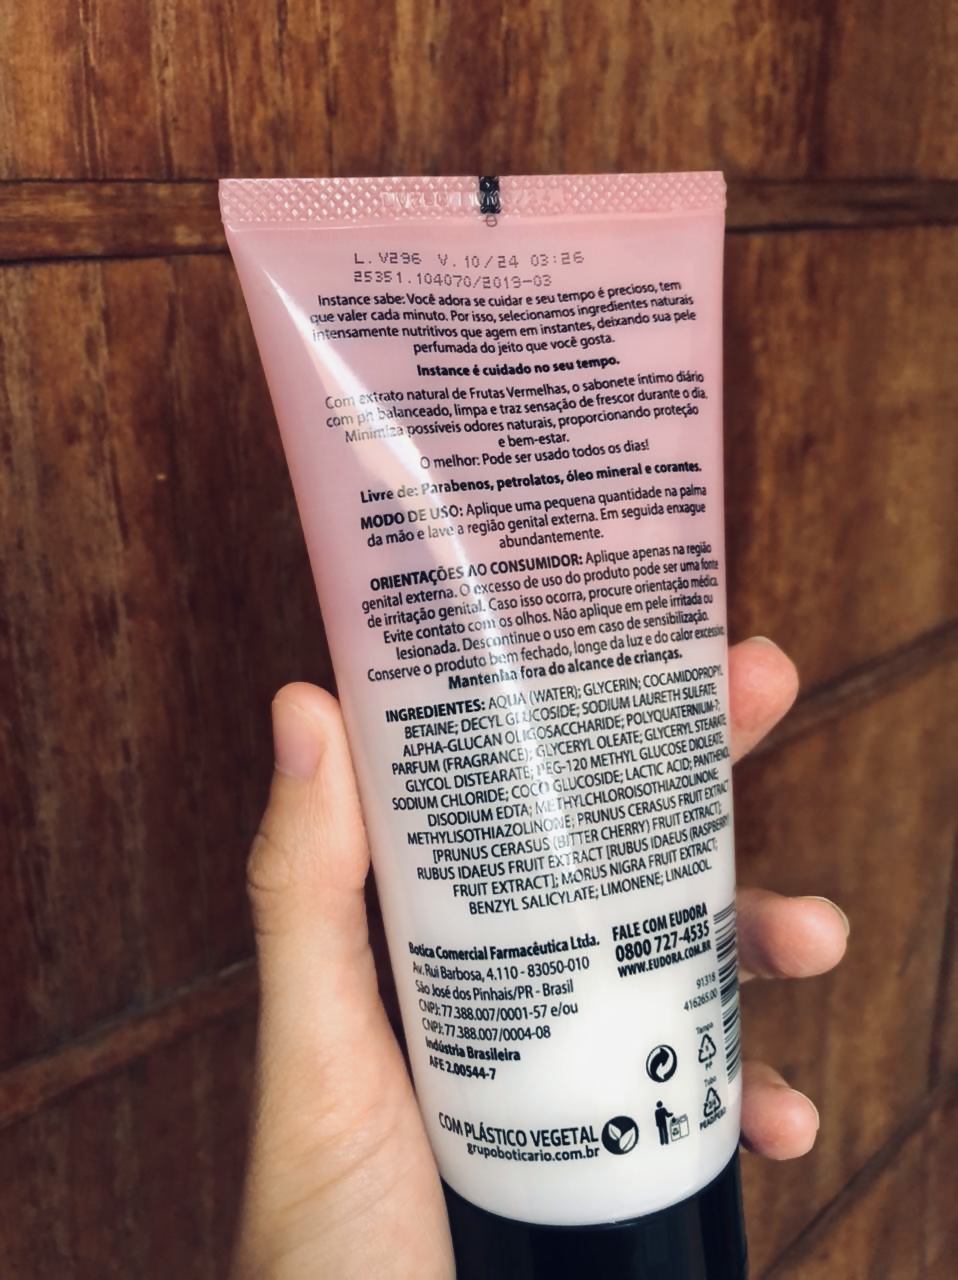 L. V296 V. 10/24 03:26
25351.104070/2019-03
Instance sabe: Você adora se cuidar e seu tempo é precioso, tem
que valer cada minuto. Por isso, selecionamos ingredientes naturais
intensamente nutritivos que agem em instantes, deixando sua pele
perfumada do jeito que você gosta.
Instance é cuidado no seu tempo.
Com extrato natural de Frutas Vermelhas, o sabonete íntimo diário
com ph balanceado, limpa e traz sensação de frescor durante o dia.
Minimiza possíveis odores naturais, proporcionando proteção
e bem-estar.
O melhor: Pode ser usado todos os dias!
Livre de: Parabenos, petrolatos, óleo mineral e corantes.
MODO DE USO: Aplique uma pequena quantidade na palma
da mão e lave a região genital externa. Em seguida enxague
abundantemente.
ORIENTAÇÕES AO CONSUMIDOR: Aplique apenas na região
genital externa. O excesso de uso do produto pode ser uma fonte
de irritação genital. Caso isso ocorra, procure orientação médica.
Evite contato com os olhos. Não aplique em pele irritada ou
lesionada. Descontinue o uso em caso de sensibilização.
Conserve o produto bem fechado, longe da luz e do calor excessivo.
Mantenha fora do alcance de crianças.
INGREDIENTES: AQUA (WATER); GLYCERIN; COCAMIDOPROPYL
BETAINE; DECYL GLUCOSIDE; SODIUM LAURETH SULFATE;
ALPHA-GLUCAN OLIGOSACCHARIDE; POLYQUATERNIUM-7;
PARFUM (FRAGRANCE); GLYCERYL OLEATE; GLYCERYL STEARATE
GLYCOL DISTEARATE; PEG-120 METHYL GLUCOSE DIOLEATE;
SODIUM CHLORIDE; COCO GLUCOSIDE; LACTIC ACID; PANTHENOL
DISODIUM EDTA; METHYLCHLOROISOTHIAZOLINONE;
METHYLISOTHIAZOLINONE; PRUNUS CERASUS FRUIT EXTRACT
[PRUNUS CERASUS (BITTER CHERRY) FRUIT EXTRACT];
RUBUS IDAEUS FRUIT EXTRACT [RUBUS IDAEUS (RASPBERRY)
FRUIT EXTRACT]; MORUS NIGRA FRUIT EXTRACT;
BENZYL SALICYLATE; LIMONENE; LINALOOL.
Botica Comercial Farmacêutica Ltda.
Av. Rui Barbosa, 4.110 - 83050-010
São José dos Pinhais/PR - Brasil
CNPJ: 77.388.007/0001-57 e/ou
CNPJ: 77.388.007/0004-08
Indústria Brasileira
AFE 2.00544-7
FALE COM EUDORA
0800 727-4535
WWW.EUDORA.COM.BR
91318
416265.00
Tampa
PP
Tubo
COM PLÁSTICO VEGETAL
grupoboticario.com.br